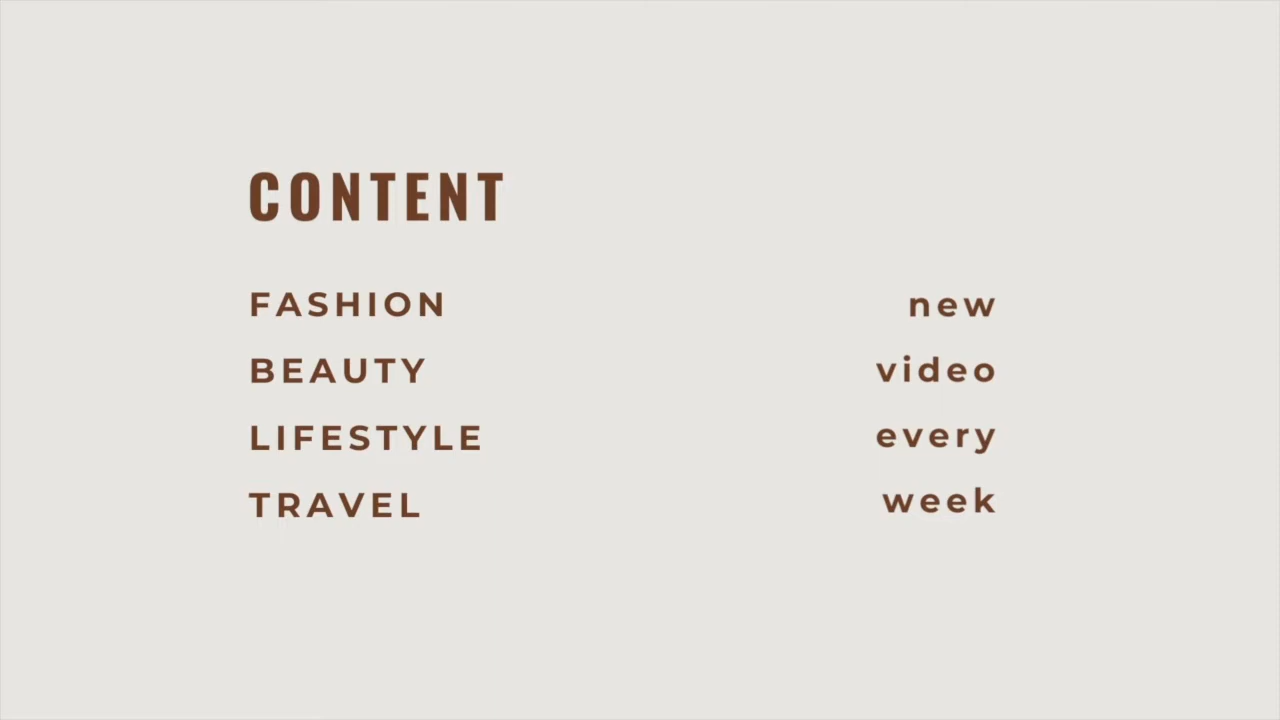 CONTENT
FASHION
BEAUTY
LIFESTYLE
TRAVEL
new
video
every
week